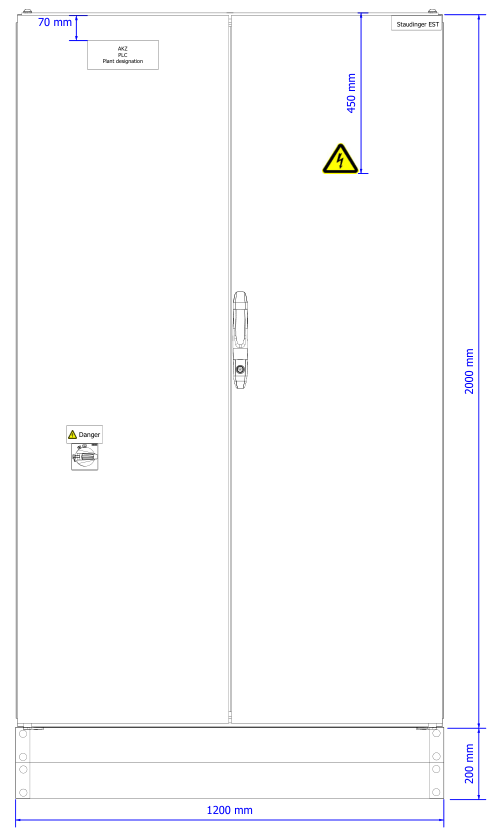 70 mm
Staudinger EST
AKZ
PLC
Plant designation
450 mm
2000 mm
Danger
200 mm
1200 mm